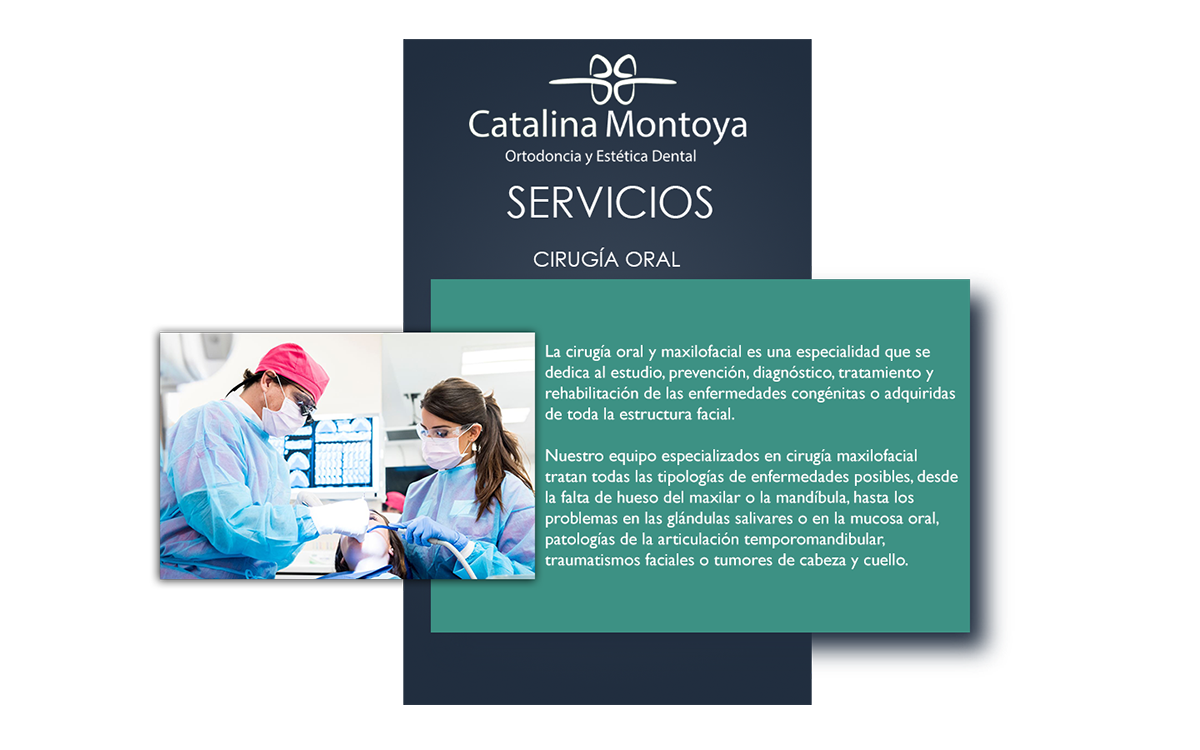 Catalina Montoya
Ortodoncia y Estética Dental
SERVICIOS
CIRUGÍA ORAL
La cirugía oral y maxilofacial es una especialidad que se
dedica al estudio, prevención, diagnóstico, tratamiento y
rehabilitación de las enfermedades congénitas o adquiridas
de toda la estructura facial.
Nuestro equipo especializados en cirugía maxilofacial
tratan todas las tipologías de enfermedades posibles, desde
la falta de hueso del maxilar o la mandíbula, hasta los
problemas en las glándulas salivares o en la mucosa oral,
patologías de la articulación temporomandibular,
traumatismos faciales o tumores de cabeza y cuello.